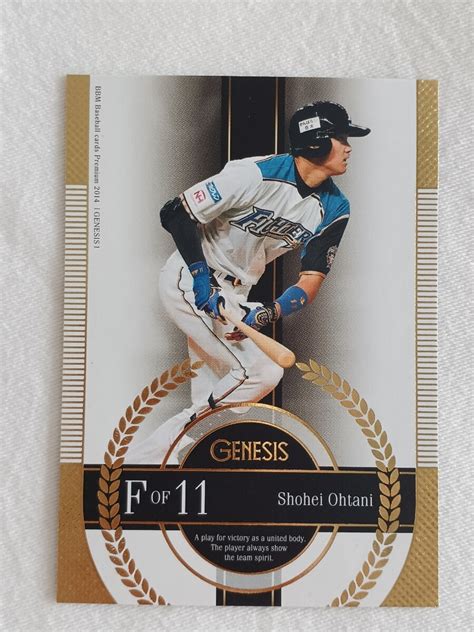 BBM Baseball cards Premium 2014 | GENESIS |
FIGHTERS
GENESIS
F OF 11
Shohei Ohtani
A play for victory as a united body.
The player always show
the team spirit.